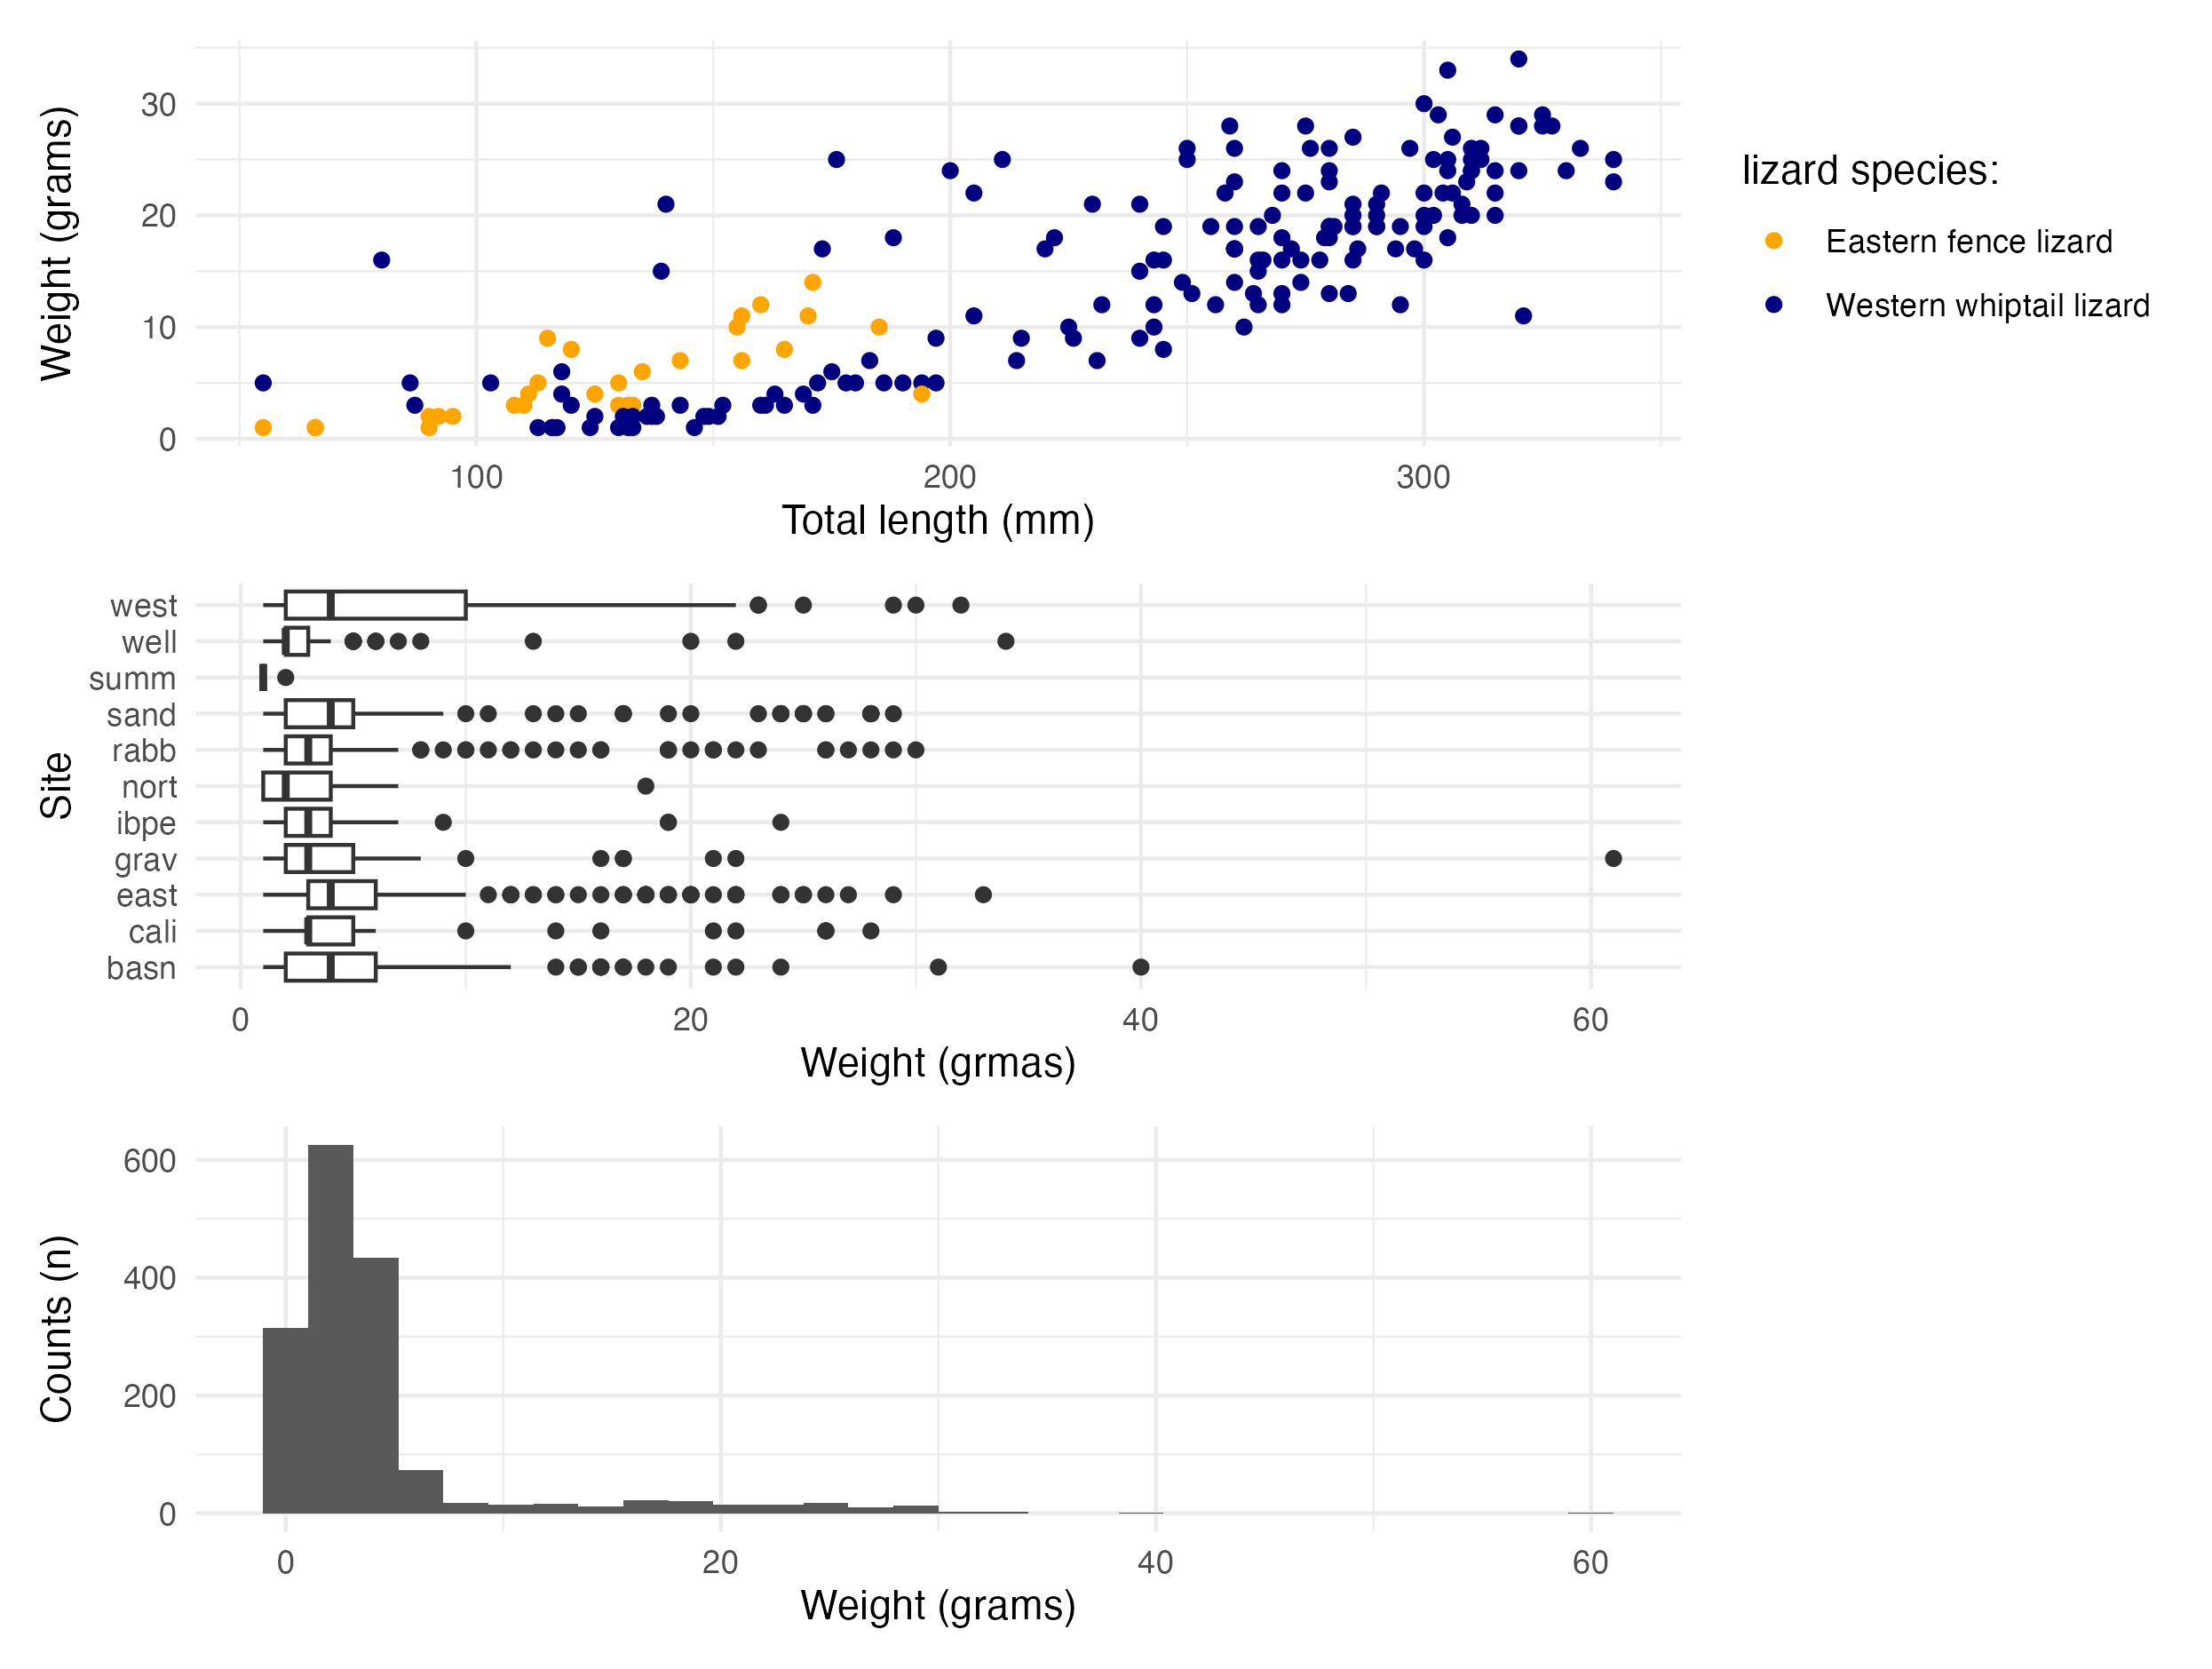 Weight (grams)
30
20
10
0
100 200 300
Total length (mm)
lizard species:
Eastern fence lizard
Western whiptail lizard
Site
west
well
summ
sand
rabb
nort
ibpe
grav
east
cali
basn
0 20 40 60
Weight (grmas)
Counts (n)
600
400
200
0
0 20 40 60
Weight (grams)